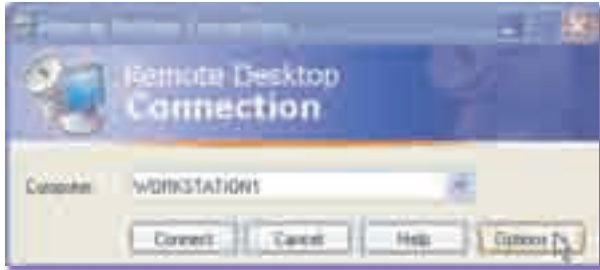 Remote Desktop
Connection
Computer: WORKSTATION1
Connect Cancel Help Options